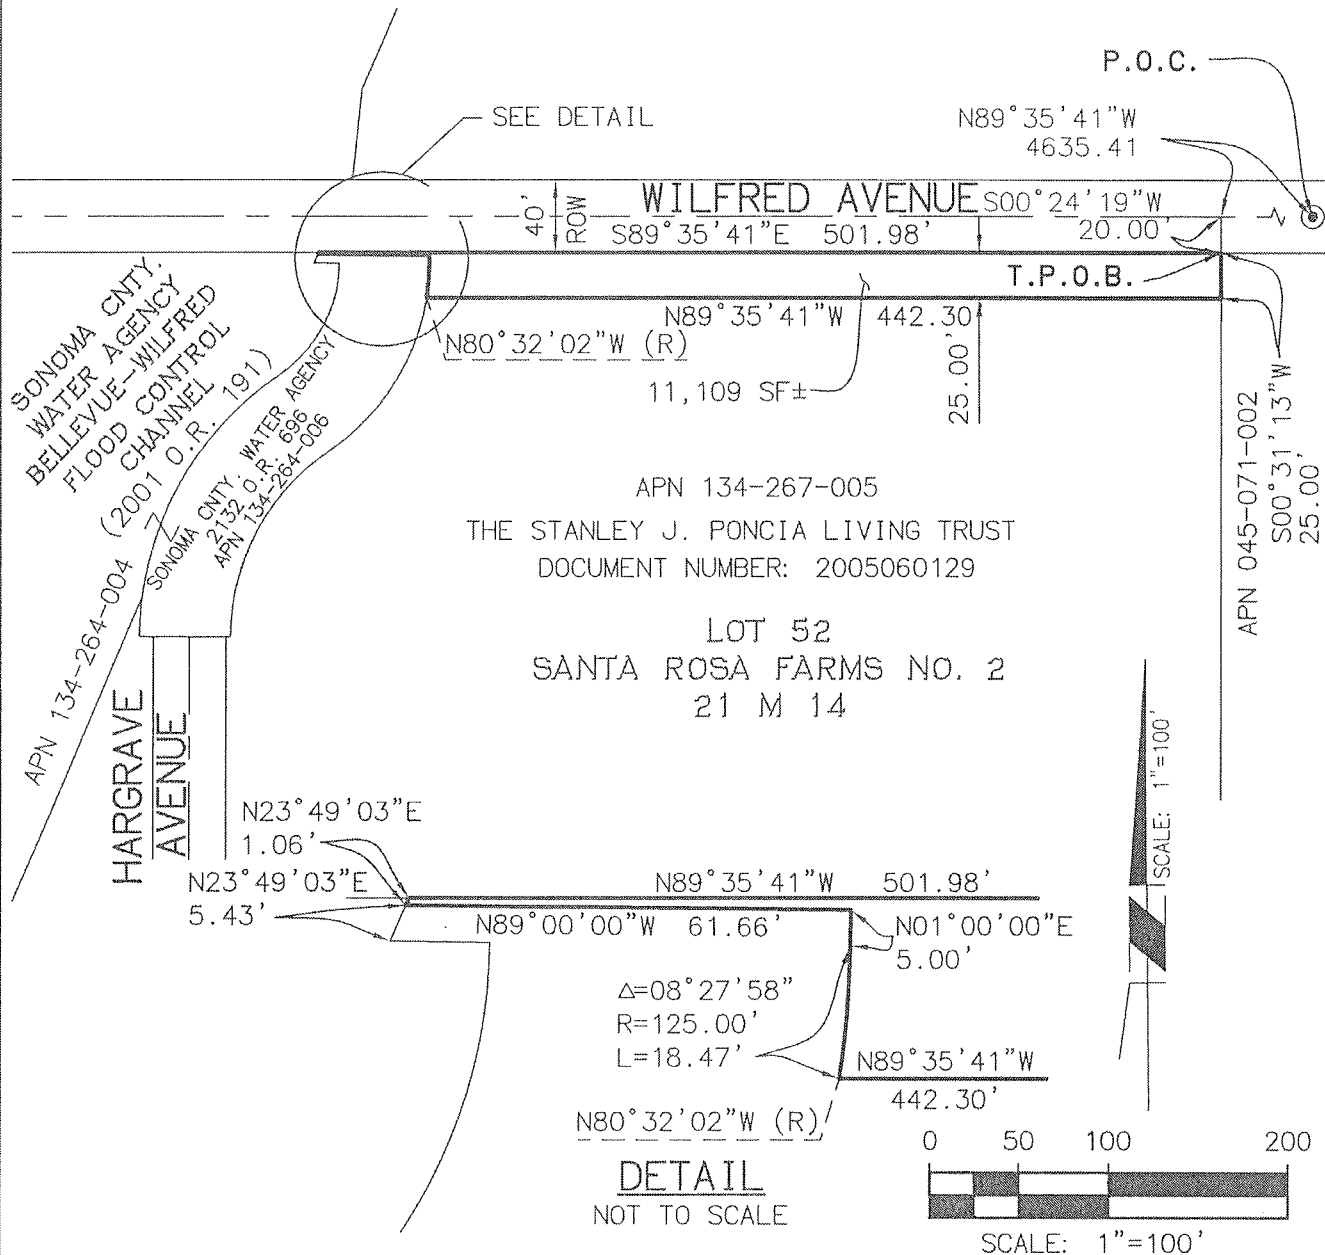 P.O.C.
SEE DETAIL
N89°35'41"W
4635.41
WILFRED AVENUE
S00°24'19"W
20.00'
40'
ROW
S89°35'41"E 501.98'
T.P.O.B.
N89°35'41"W 442.30'
N80°32'02"W (R)
11,109 SF±
25.00'
SONOMA CNTY.
WATER AGENCY
BELLEVUE-WILFRED
FLOOD CONTROL
CHANNEL
(2001 O.R. 191)
APN 134-264-004
SONOMA CNTY. WATER AGENCY
2132 O.R. 696
APN 134-264-006
APN 045-071-002
S00°31'13"W
25.00'
APN 134-267-005
THE STANLEY J. PONCIA LIVING TRUST
DOCUMENT NUMBER: 2005060129
LOT 52
SANTA ROSA FARMS NO. 2
21 M 14
HARGRAVE
AVENUE
SCALE: 1"=100'
N23°49'03"E
1.06'
N23°49'03"E
5.43'
N89°35'41"W 501.98'
N89°00'00"W 61.66'
N01°00'00"E
5.00'
Δ=08°27'58"
R=125.00'
L=18.47'
N89°35'41"W
442.30'
N80°32'02"W (R)
DETAIL
NOT TO SCALE
0 50 100 200
SCALE: 1"=100'